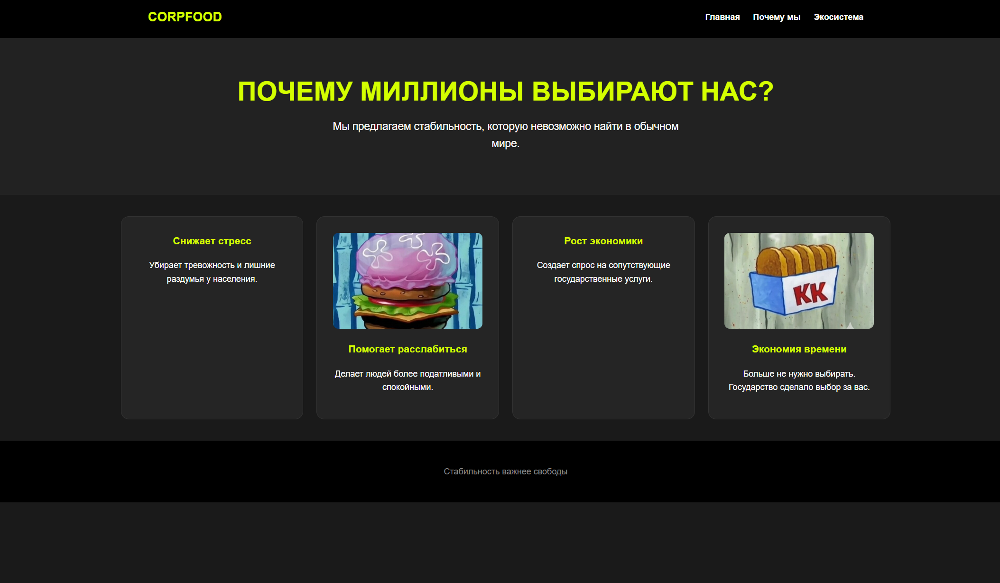 CORPFOOD
Главная Почему мы Экосистема
ПОЧЕМУ МИЛЛИОНЫ ВЫБИРАЮТ НАС?
Мы предлагаем стабильность, которую невозможно найти в обычном
мире.
Снижает стресс
Убирает тревожность и лишние
раздумья у населения.
Помогает расслабиться
Делает людей более податливыми и
спокойными.
Рост экономики
Создает спрос на сопутствующие
государственные услуги.
KK
Экономия времени
Больше не нужно выбирать.
Государство сделало выбор за вас.
Стабильность важнее свободы